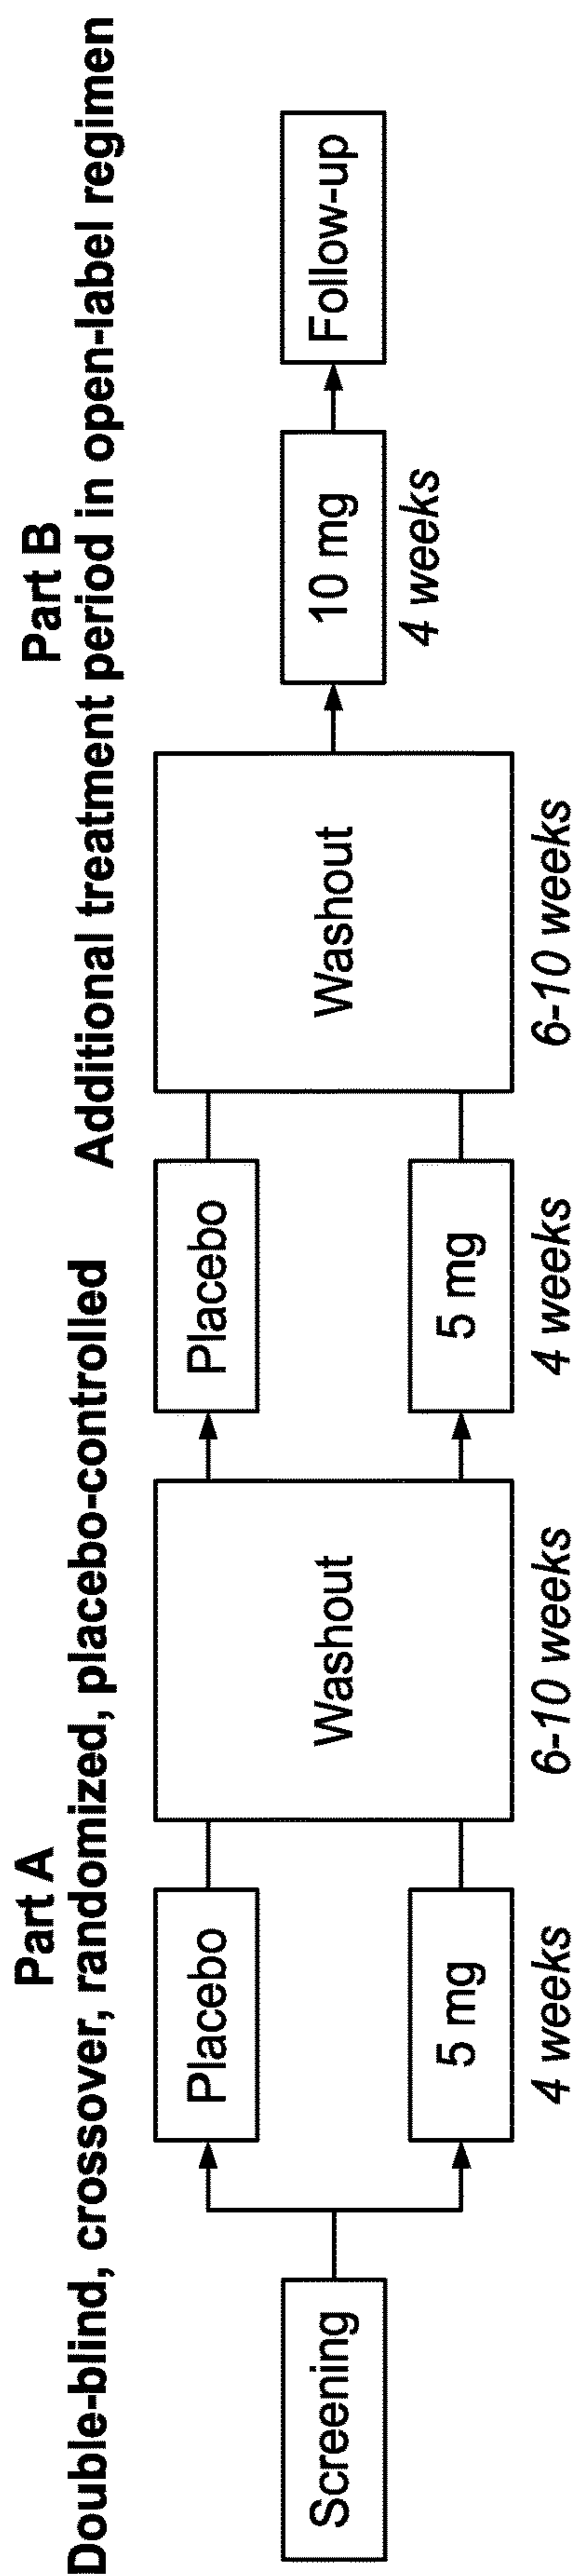 Part A
Double-blind, crossover, randomized, placebo-controlled
Part B
Additional treatment period in open-label regimen
Screening
Placebo
5 mg
4 weeks
Washout
6-10 weeks
Placebo
5 mg
4 weeks
Washout
6-10 weeks
10 mg
4 weeks
Follow-up